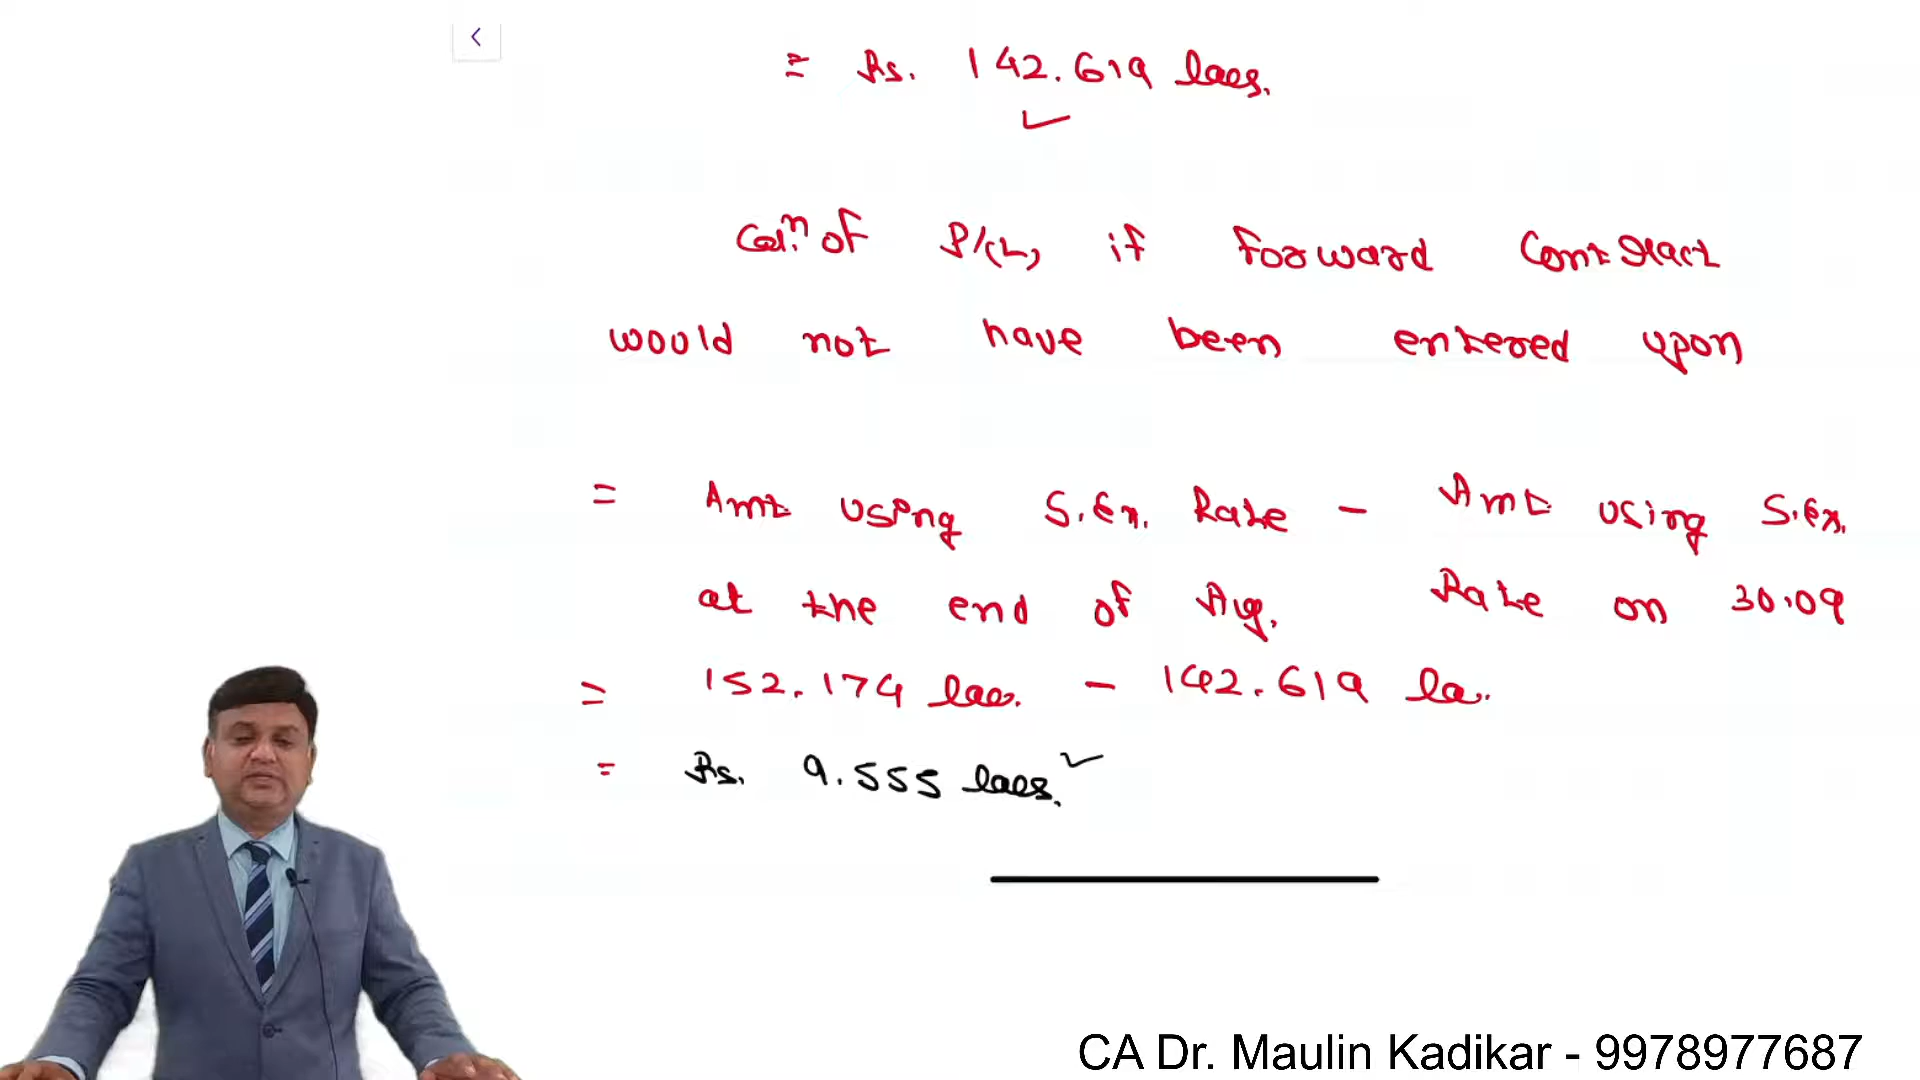 = Rs. 142.619 lacs.
Calⁿ. of P/(L) if forward contract
would not have been entered upon
= Amt using S.Ex. Rate - Amt using S.Ex.
at the end of Ag. Rate on 30.09
= 152.174 lac. - 142.619 la.
= Rs. 9.555 lacs.
CA Dr. Maulin Kadikar - 9978977687